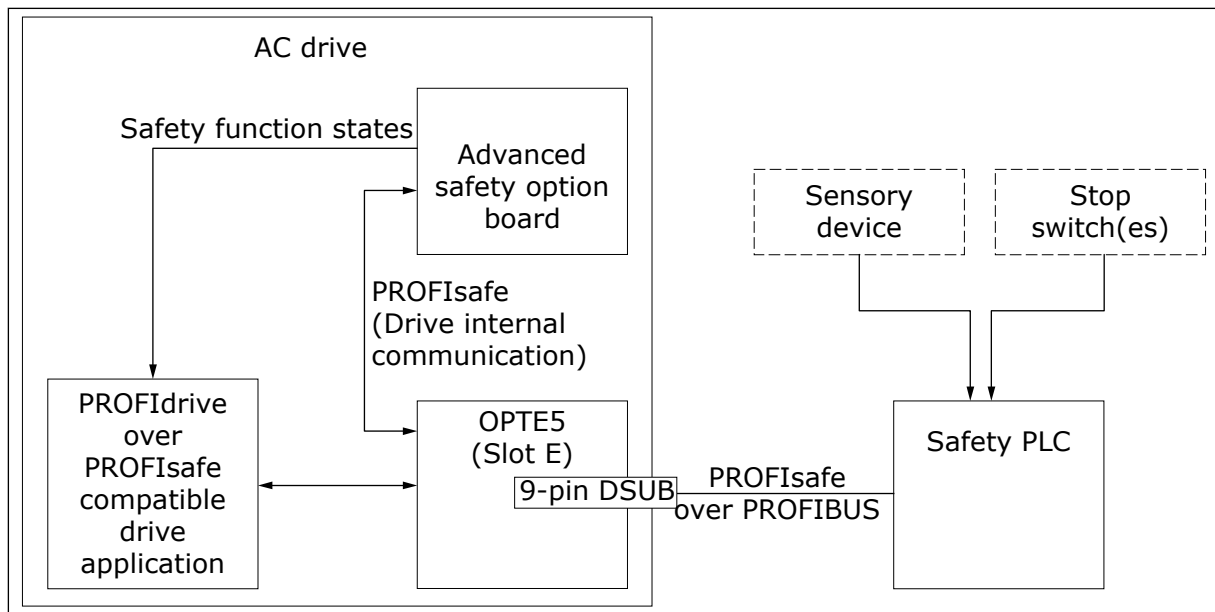 AC drive
Safety function states
Advanced
safety option
board
Sensory
device
Stop
switch(es)
PROFIsafe
(Drive internal
communication)
PROFIdrive
over
PROFIsafe
compatible
drive
application
OPTE5
(Slot E)
9-pin DSUB
PROFIsafe
over PROFIBUS
Safety PLC